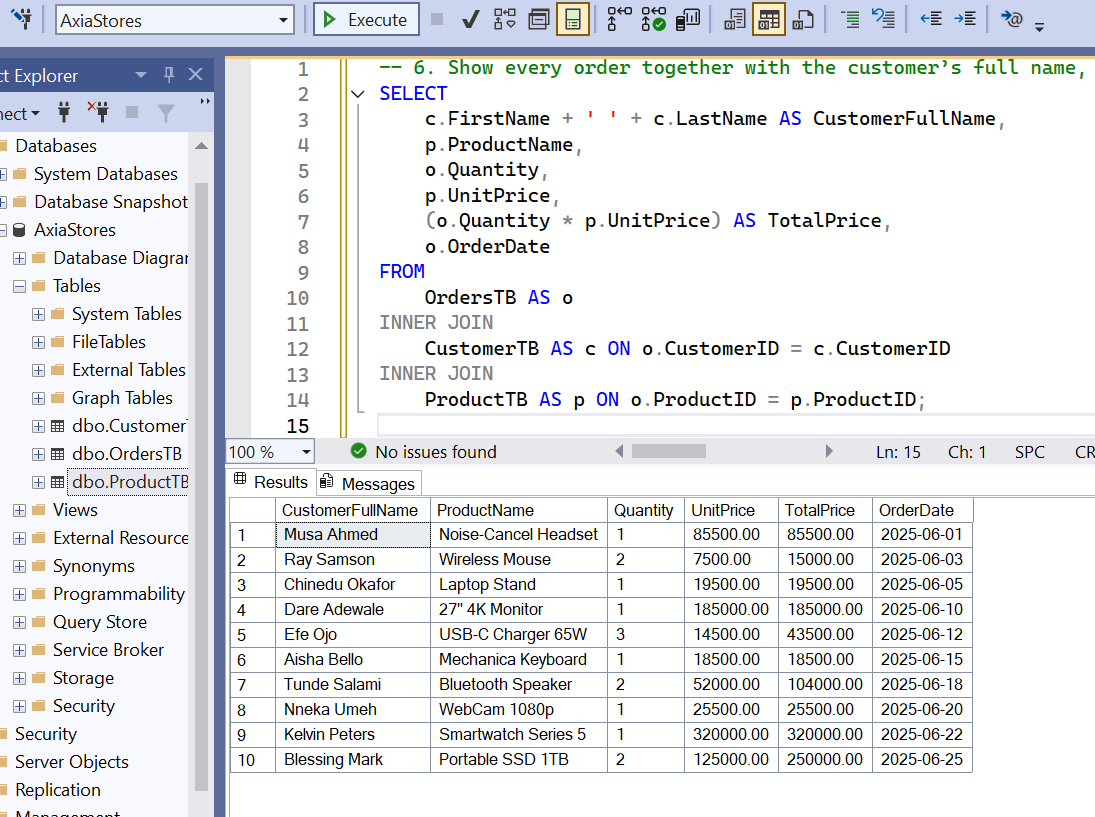 AxiaStores
Execute
ct Explorer
nect
Databases
System Databases
Database Snapshot
AxiaStores
Database Diagrar
Tables
System Tables
FileTables
External Tables
Graph Tables
dbo.Customer
dbo.OrdersTB
dbo.ProductTB
Views
External Resource
Synonyms
Programmability
Query Store
Service Broker
Storage
Security
Security
Server Objects
Replication
Management
1 -- 6. Show every order together with the customer’s full name,
2 SELECT
3 c.FirstName + ' ' + c.LastName AS CustomerFullName,
4 p.ProductName,
5 o.Quantity,
6 p.UnitPrice,
7 (o.Quantity * p.UnitPrice) AS TotalPrice,
8 o.OrderDate
9 FROM
10 OrdersTB AS o
11 INNER JOIN
12 CustomerTB AS c ON o.CustomerID = c.CustomerID
13 INNER JOIN
14 ProductTB AS p ON o.ProductID = p.ProductID;
15
100 % No issues found Ln: 15 Ch: 1 SPC CR
Results Messages
CustomerFullName ProductName Quantity UnitPrice TotalPrice OrderDate
1 Musa Ahmed Noise-Cancel Headset 1 85500.00 85500.00 2025-06-01
2 Ray Samson Wireless Mouse 2 7500.00 15000.00 2025-06-03
3 Chinedu Okafor Laptop Stand 1 19500.00 19500.00 2025-06-05
4 Dare Adewale 27" 4K Monitor 1 185000.00 185000.00 2025-06-10
5 Efe Ojo USB-C Charger 65W 3 14500.00 43500.00 2025-06-12
6 Aisha Bello Mechanica Keyboard 1 18500.00 18500.00 2025-06-15
7 Tunde Salami Bluetooth Speaker 2 52000.00 104000.00 2025-06-18
8 Nneka Umeh WebCam 1080p 1 25500.00 25500.00 2025-06-20
9 Kelvin Peters Smartwatch Series 5 1 320000.00 320000.00 2025-06-22
10 Blessing Mark Portable SSD 1TB 2 125000.00 250000.00 2025-06-25